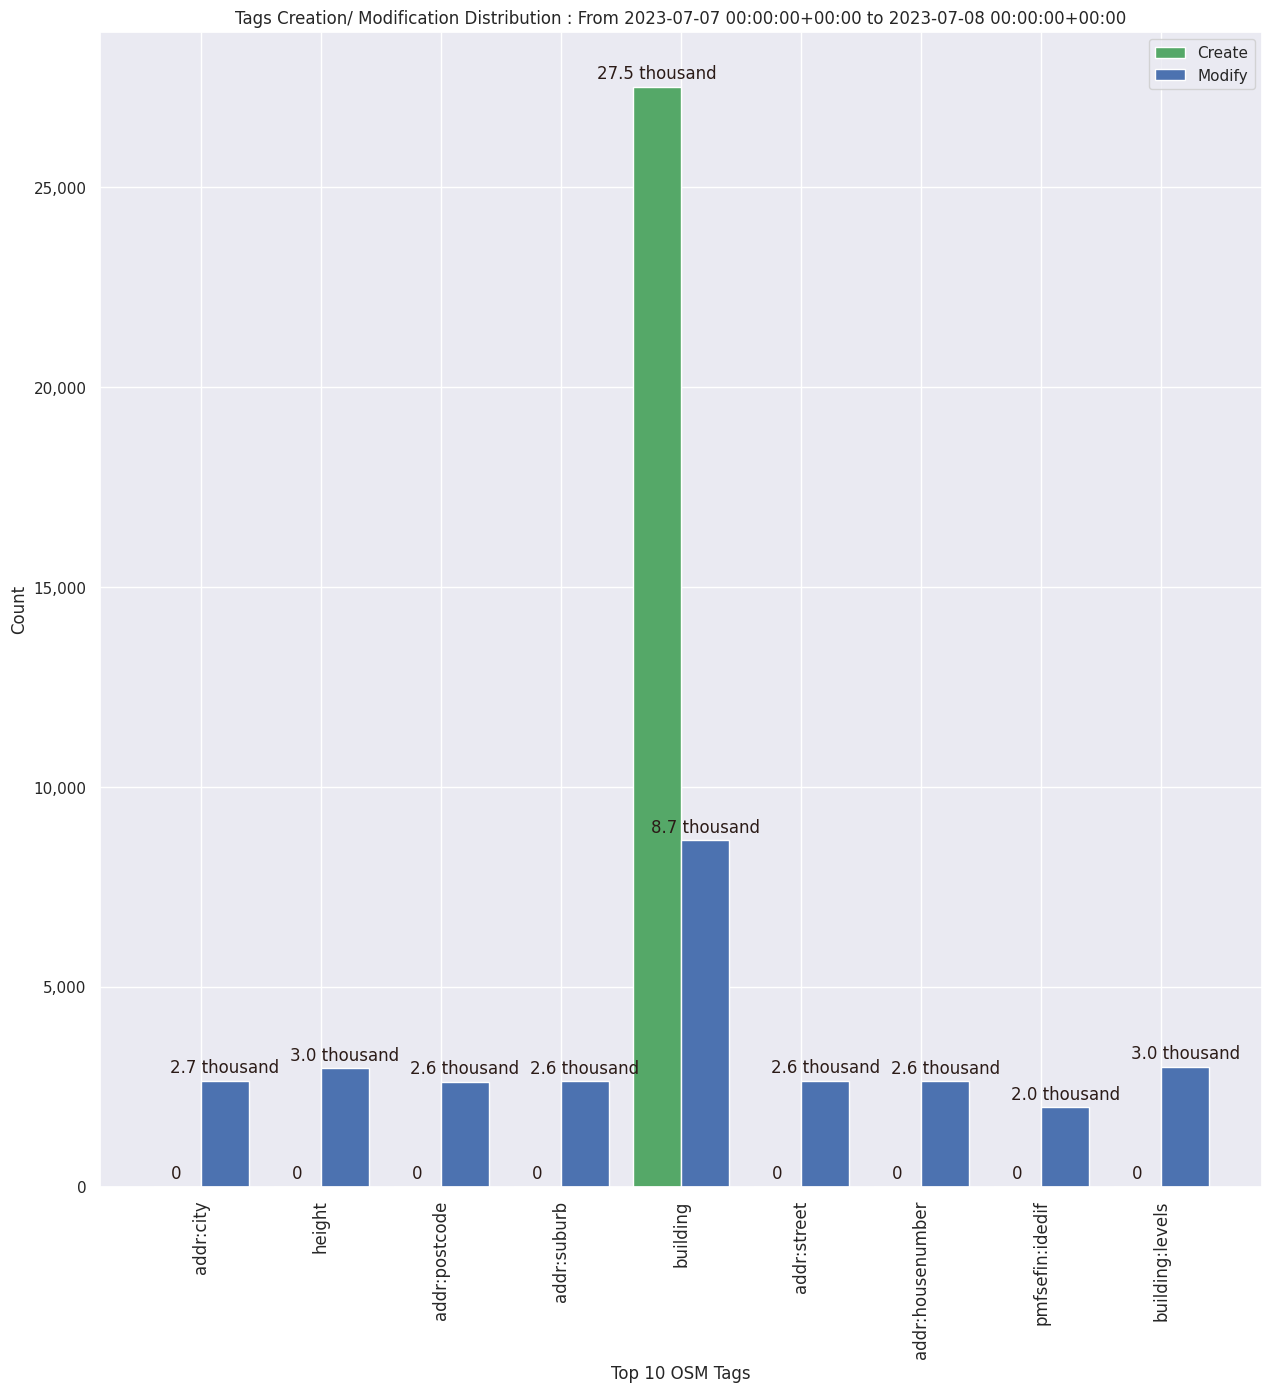 Tags Creation/ Modification Distribution : From 2023-07-07 00:00:00+00:00 to 2023-07-08 00:00:00+00:00
Create
Modify
27.5 thousand
25,000
20,000
15,000
Count
10,000
8.7 thousand
5,000
2.7 thousand
3.0 thousand
2.6 thousand
2.6 thousand
2.6 thousand
2.6 thousand
2.0 thousand
3.0 thousand
0
0
0
0
0
0
0
0
0
addr:city
height
addr:postcode
addr:suburb
building
addr:street
addr:housenumber
pmfsefin:idedif
building:levels
Top 10 OSM Tags